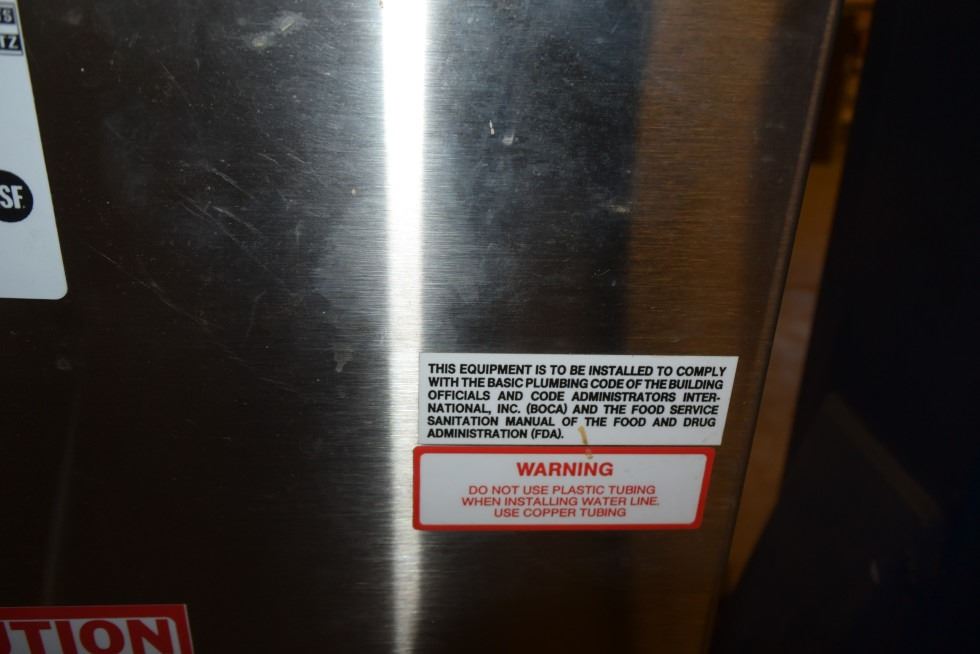 TZ
SF
THIS EQUIPMENT IS TO BE INSTALLED TO COMPLY
WITH THE BASIC PLUMBING CODE OF THE BUILDING
OFFICIALS AND CODE ADMINISTRATORS INTER-
NATIONAL, INC. (BOCA) AND THE FOOD SERVICE
SANITATION MANUAL OF THE FOOD AND DRUG
ADMINISTRATION (FDA).
WARNING
DO NOT USE PLASTIC TUBING
WHEN INSTALLING WATER LINE.
USE COPPER TUBING
UTION